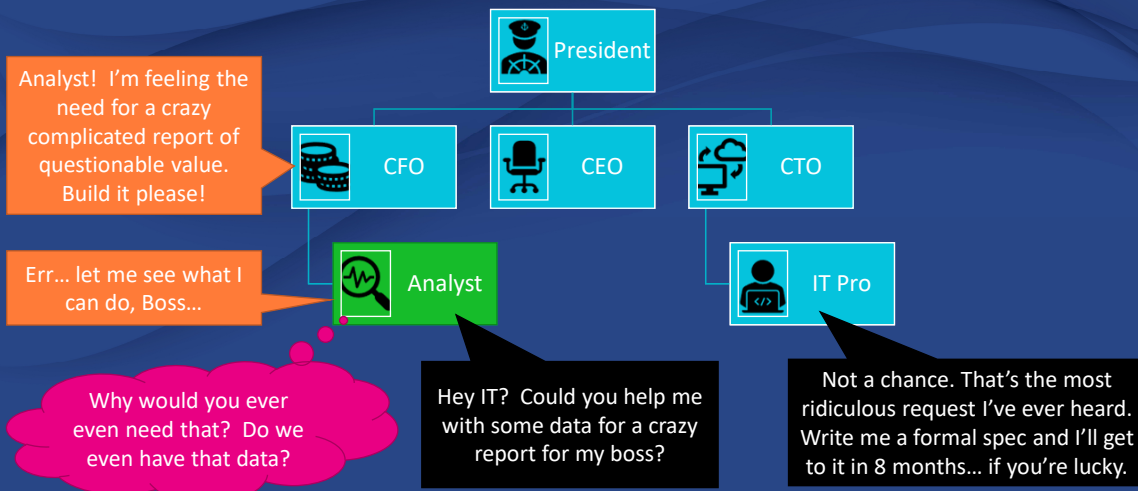 President
Analyst!  I'm feeling the
need for a crazy
complicated report of
questionable value.
Build it please!
CFO
CEO
CTO
Err… let me see what I
can do, Boss…
Analyst
IT Pro
</>
Why would you ever
even need that?  Do we
even have that data?
Hey IT?  Could you help me
with some data for a crazy
report for my boss?
Not a chance. That's the most
ridiculous request I've ever heard.
Write me a formal spec and I'll get
to it in 8 months… if you're lucky.